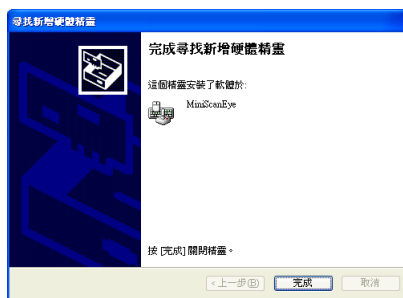 尋找新增硬體精靈
完成尋找新增硬體精靈
這個精靈安裝了軟體於:
MiniScanEye
按 [完成] 關閉精靈。
<上一步(B)
完成
取消